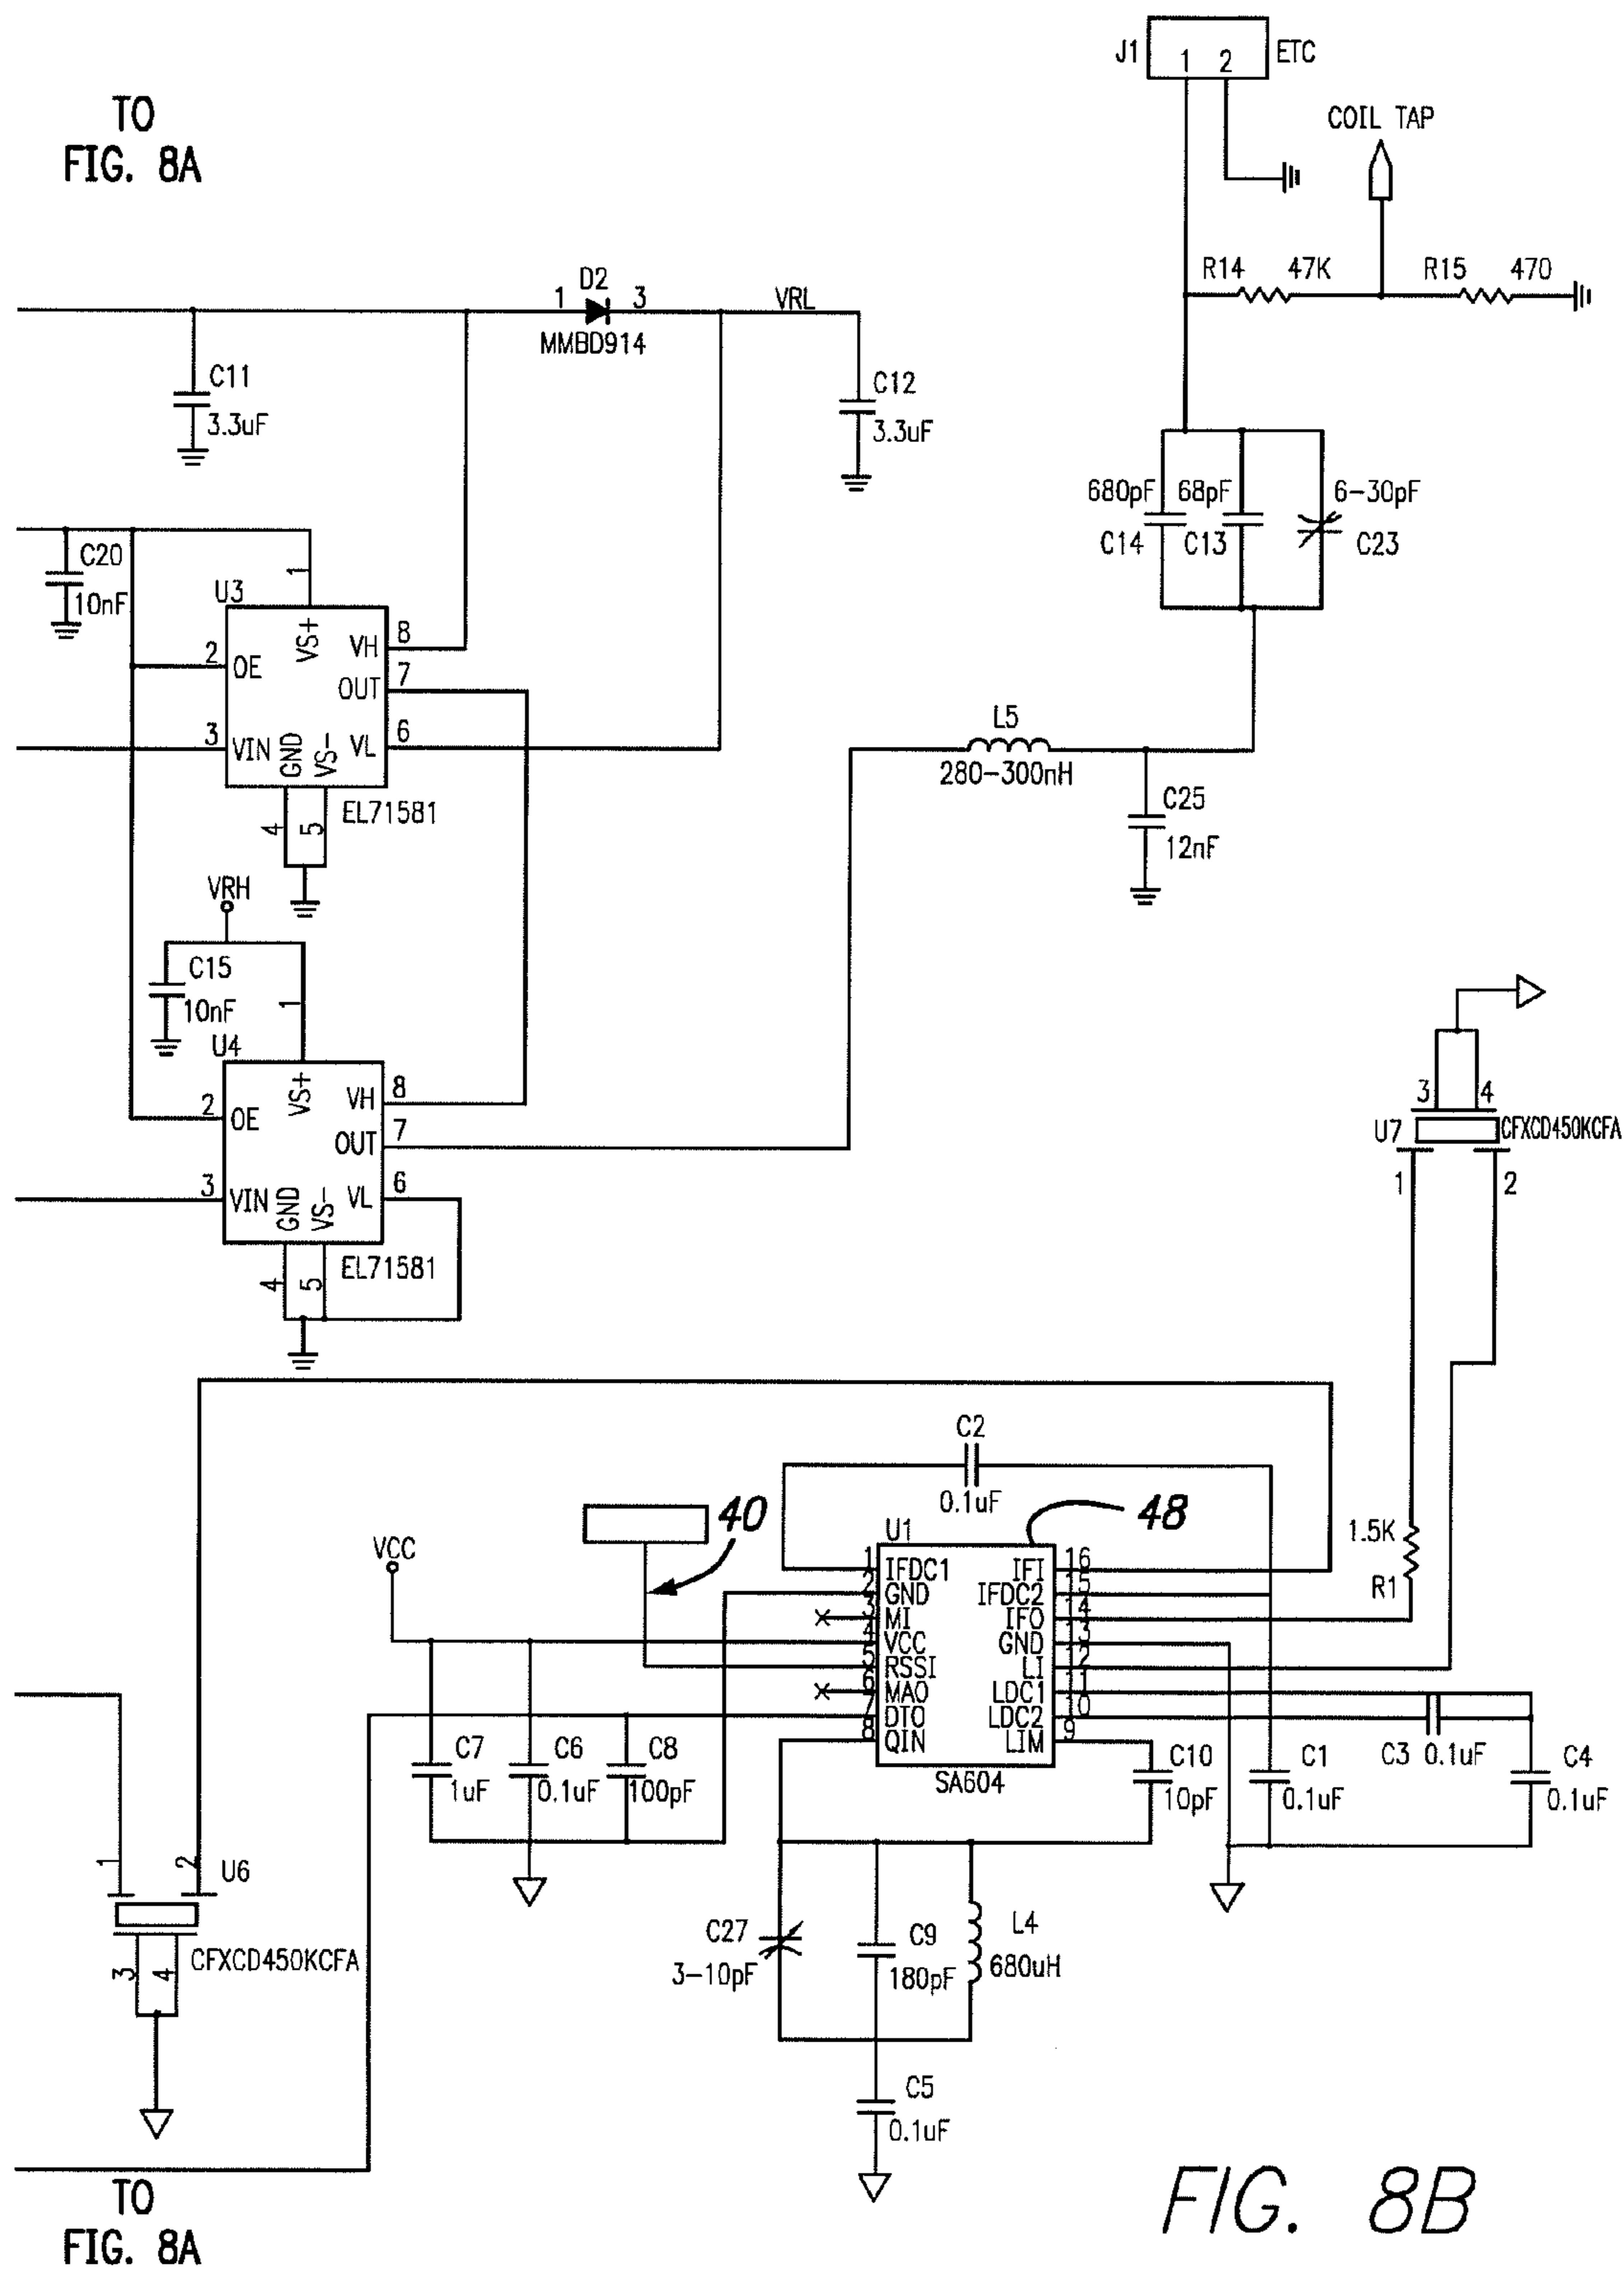 TO
FIG. 8A
J1
1 2
ETC
COIL TAP
R14 47K
R15 470
1 D2 3
MMBD914
VRL
C11
3.3uF
C12
3.3uF
680pF
C14
68pF
C13
6-30pF
C23
C20
10nF
U3
1
VS+
2 OE
VH 8
OUT 7
3 VIN
GND
VS-
VL 6
4
5
EL71581
L5
280-300nH
C25
12nF
VRH
C15
10nF
U4
1
VS+
2 OE
VH 8
OUT 7
3 VIN
GND
VS-
VL 6
4
5
EL71581
3 4
U7
CFXCD450KCFA
1 2
1.5K
R1
C2
0.1uF
40
48
VCC
U1
1 IFDC1
2 GND
3 MI
4 VCC
5 RSSI
6 MAO
7 DTO
8 QIN
IFI 16
IFDC2 15
IFO 14
GND 13
LI 12
LDC1 11
LDC2 10
LIM 9
SA604
C7
1uF
C6
0.1uF
C8
100pF
C10
10pF
C1
0.1uF
C3 0.1uF
C4
0.1uF
1
2
U6
3
4
CFXCD450KCFA
C27
3-10pF
C9
180pF
L4
680uH
C5
0.1uF
TO
FIG. 8A
FIG. 8B